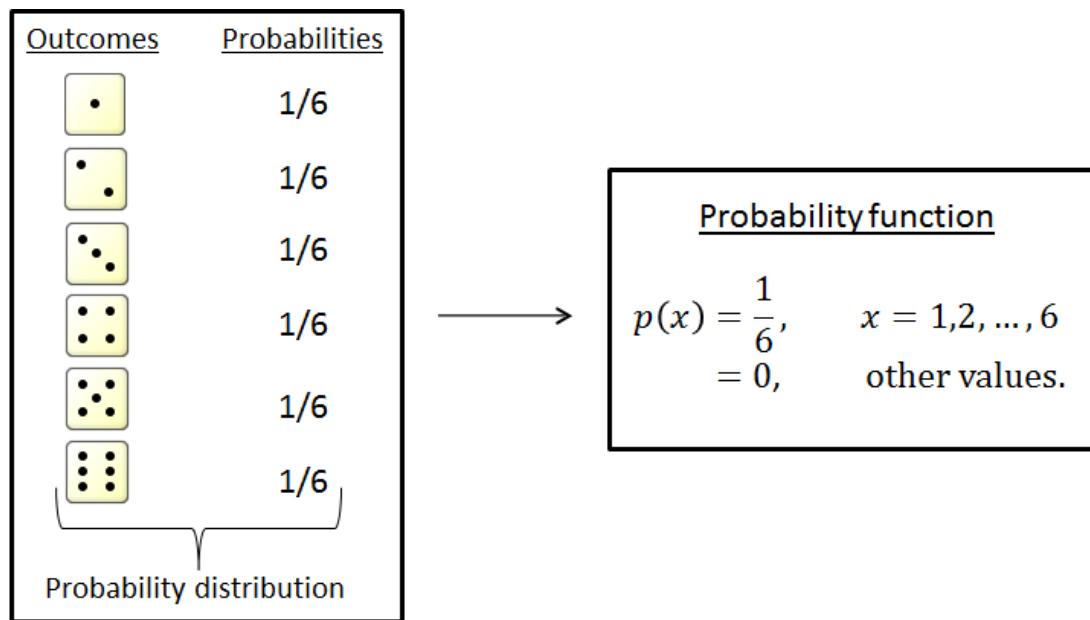 Outcomes Probabilities
1/6
1/6
1/6
1/6
1/6
1/6
Probability distribution
Probability function
p(x) = 1/6, x = 1,2, ..., 6
= 0, other values.